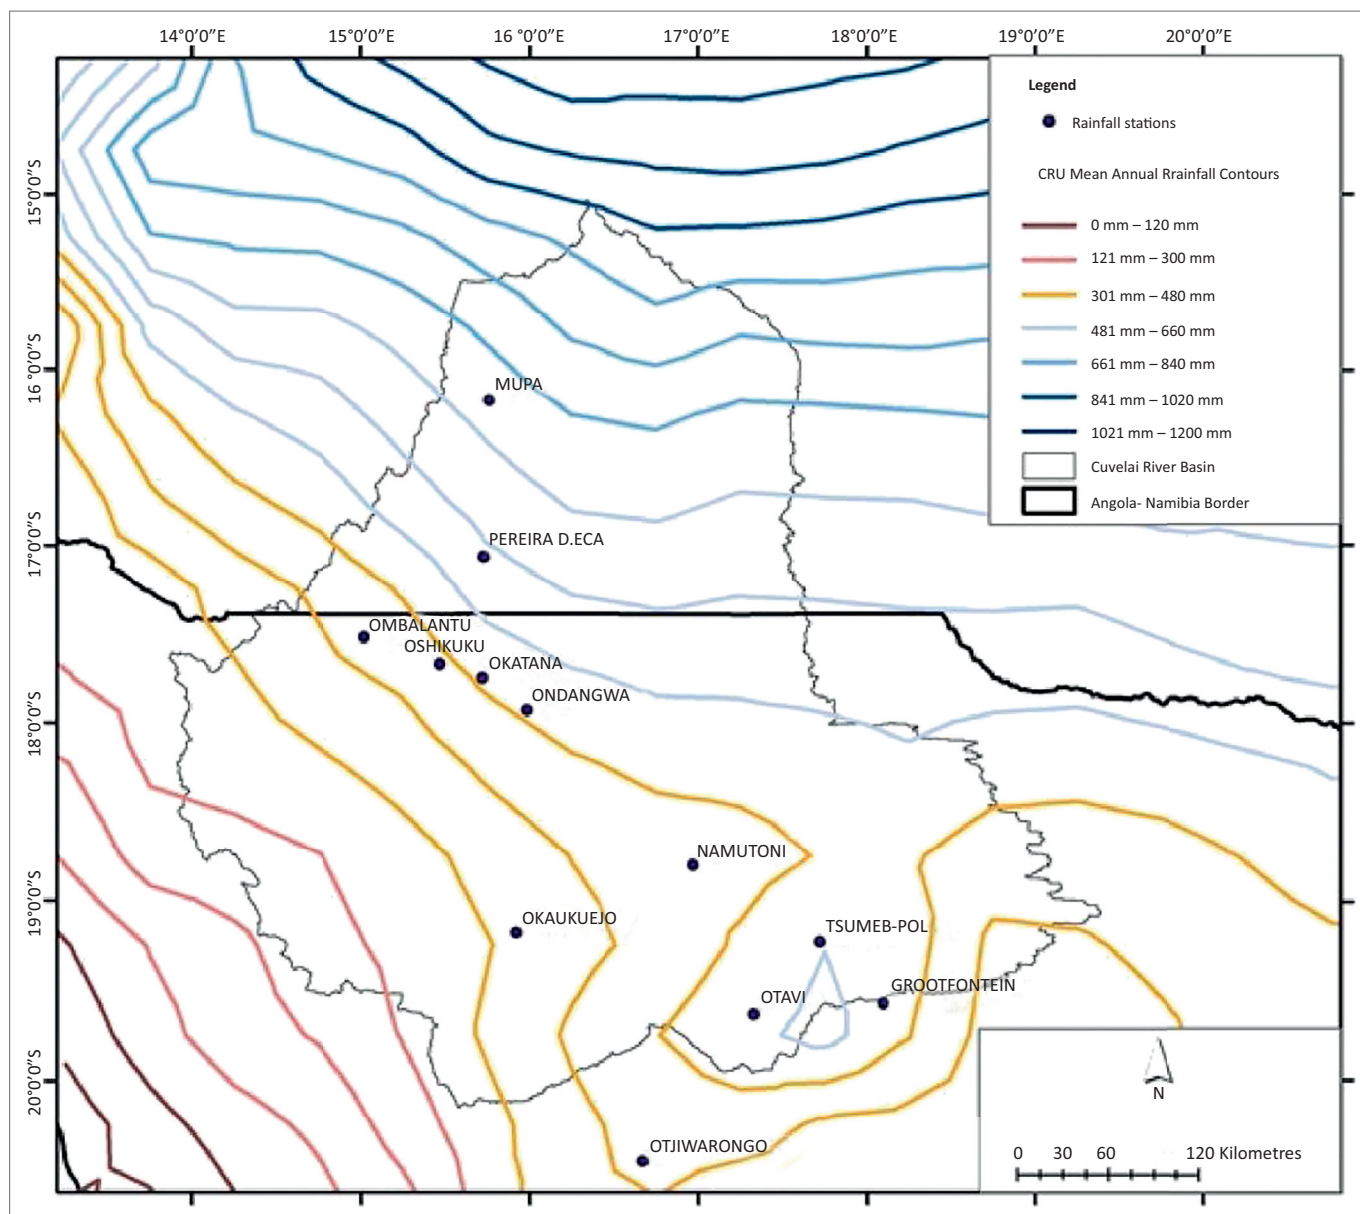 14°0'0"E 15°0'0"E 16°0'0"E 17°0'0"E 18°0'0"E 19°0'0"E 20°0'0"E
15°0'0"S
16°0'0"S
17°0'0"S
18°0'0"S
19°0'0"S
20°0'0"S
Legend
Rainfall stations
CRU Mean Annual Rrainfall Contours
0 mm – 120 mm
121 mm – 300 mm
301 mm – 480 mm
481 mm – 660 mm
661 mm – 840 mm
841 mm – 1020 mm
1021 mm – 1200 mm
Cuvelai River Basin
Angola- Namibia Border
MUPA
PEREIRA D.ECA
OMBALANTU
OSHIKUKU
OKATANA
ONDANGWA
NAMUTONI
OKAUKUEJO
TSUMEB-POL
GROOTFONTEIN
OTAVI
OTJIWARONGO
N
0 30 60 120 Kilometres